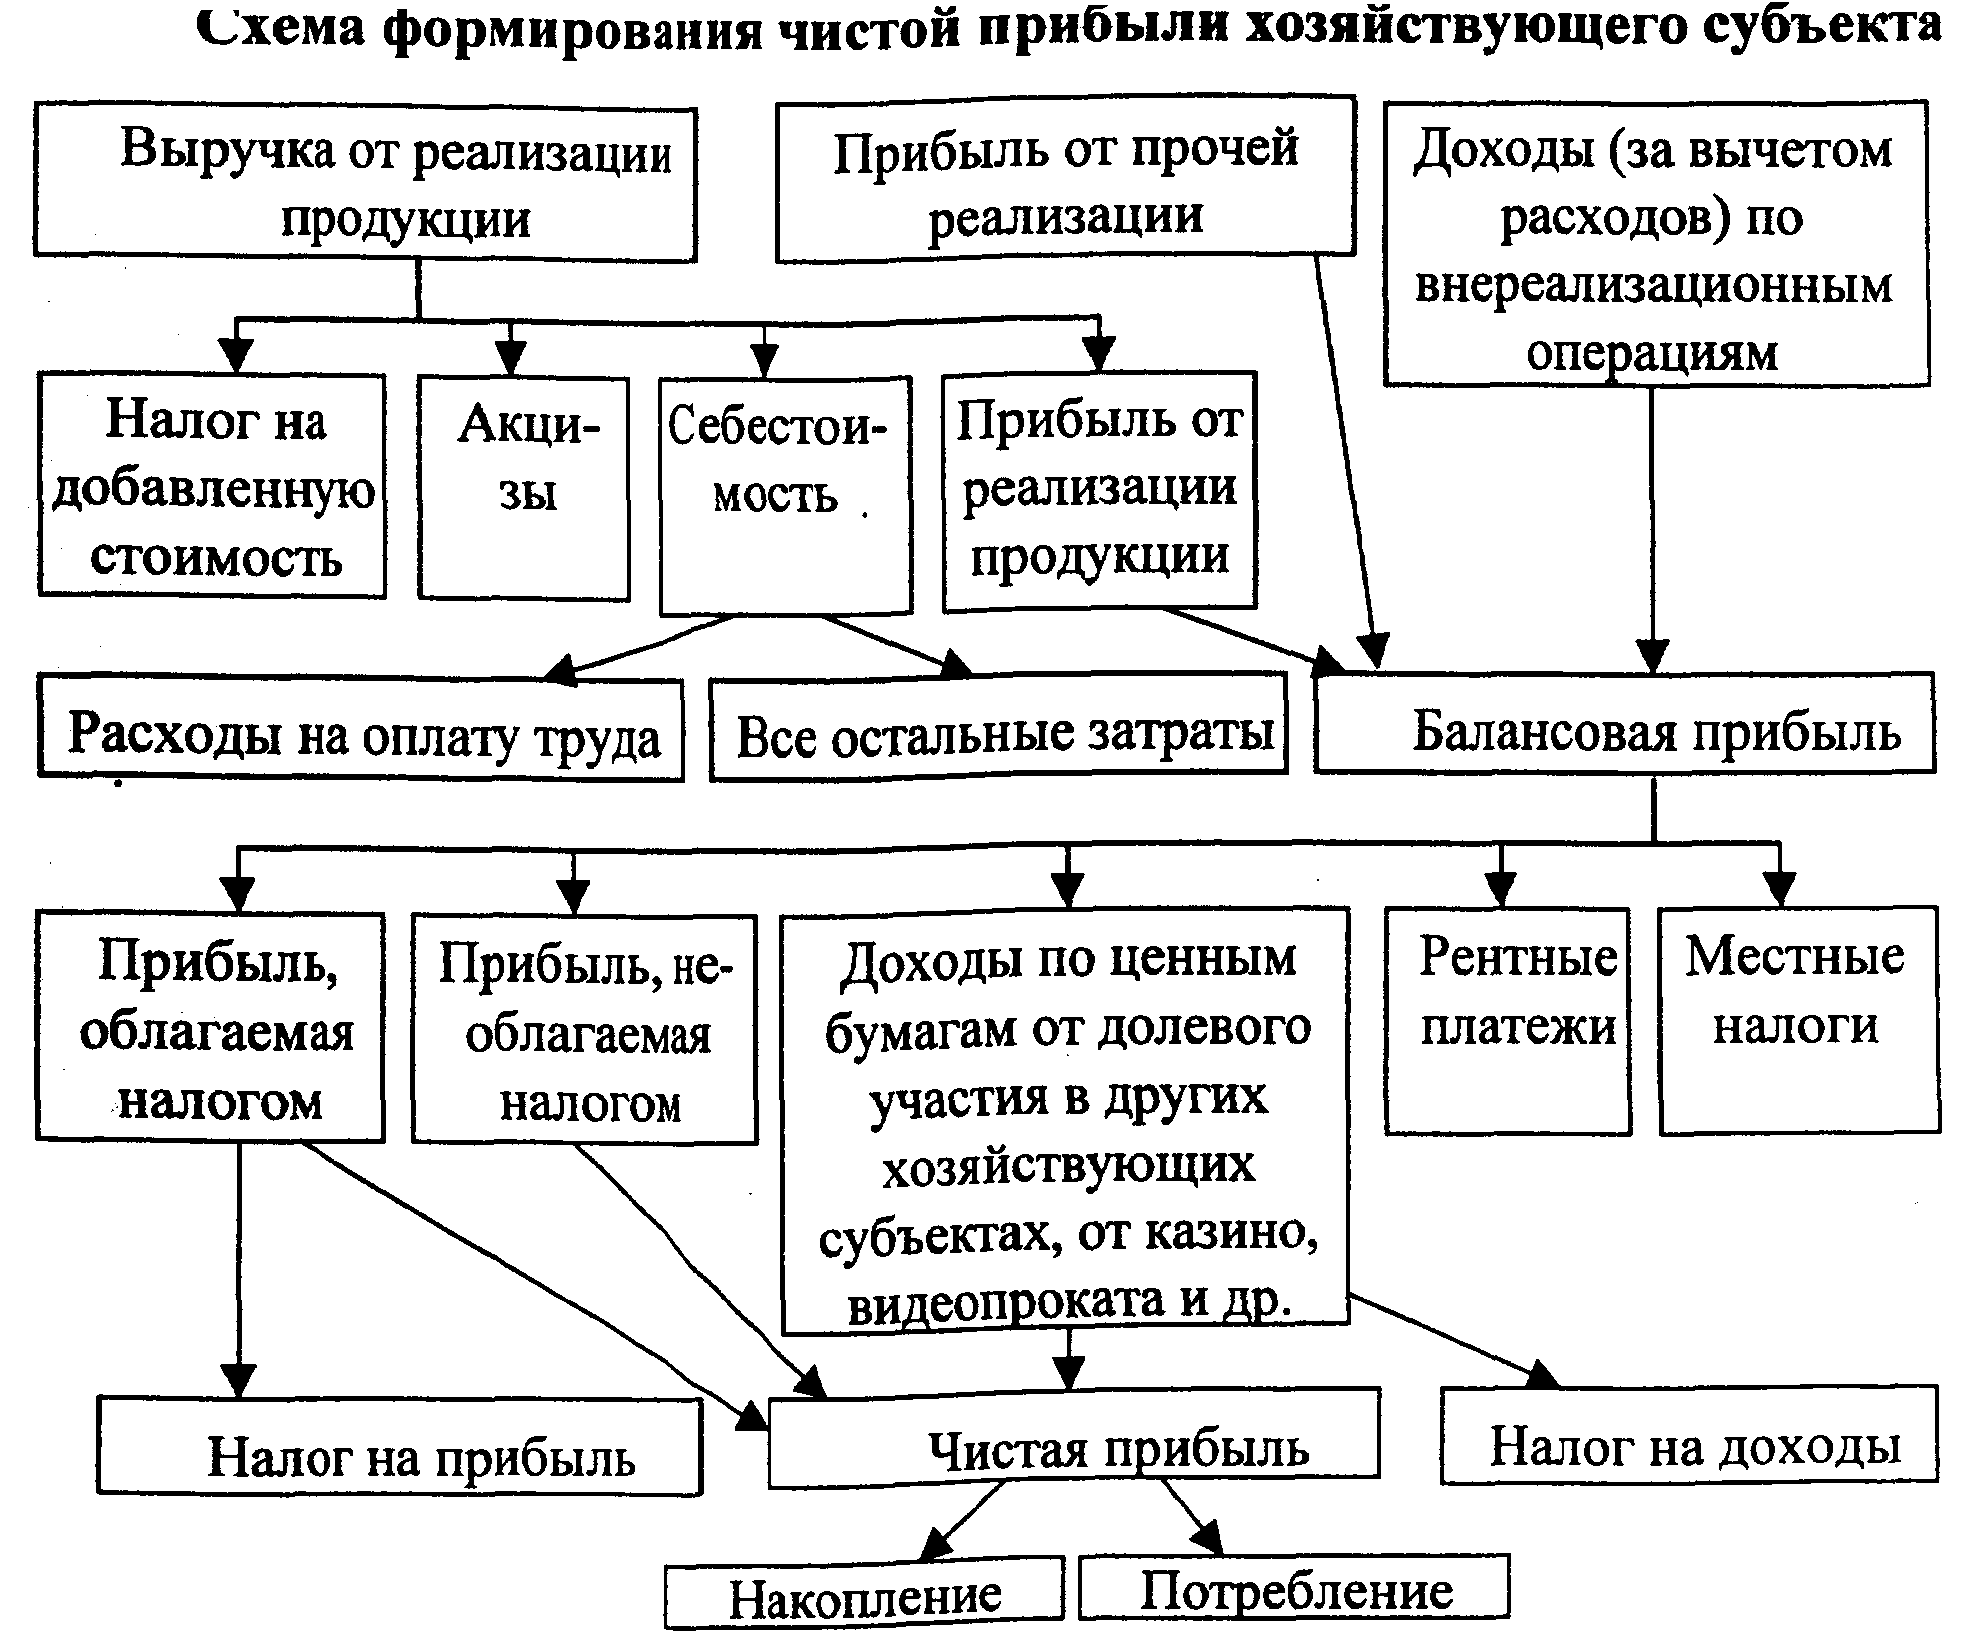 Схема формирования чистой прибыли хозяйствующего субъекта
Выручка от реализации
продукции
Прибыль от прочей
реализации
Доходы (за вычетом
расходов) по
внереализационным
операциям
Налог на
добавленную
стоимость
Акци-
зы
Себестои-
мость
Прибыль от
реализации
продукции
Расходы на оплату труда
Все остальные затраты
Балансовая прибыль
Прибыль,
облагаемая
налогом
Прибыль, не-
облагаемая
налогом
Доходы по ценным
бумагам от долевого
участия в других
хозяйствующих
субъектах, от казино,
видеопроката и др.
Рентные
платежи
Местные
налоги
Налог на прибыль
Чистая прибыль
Налог на доходы
Накопление
Потребление